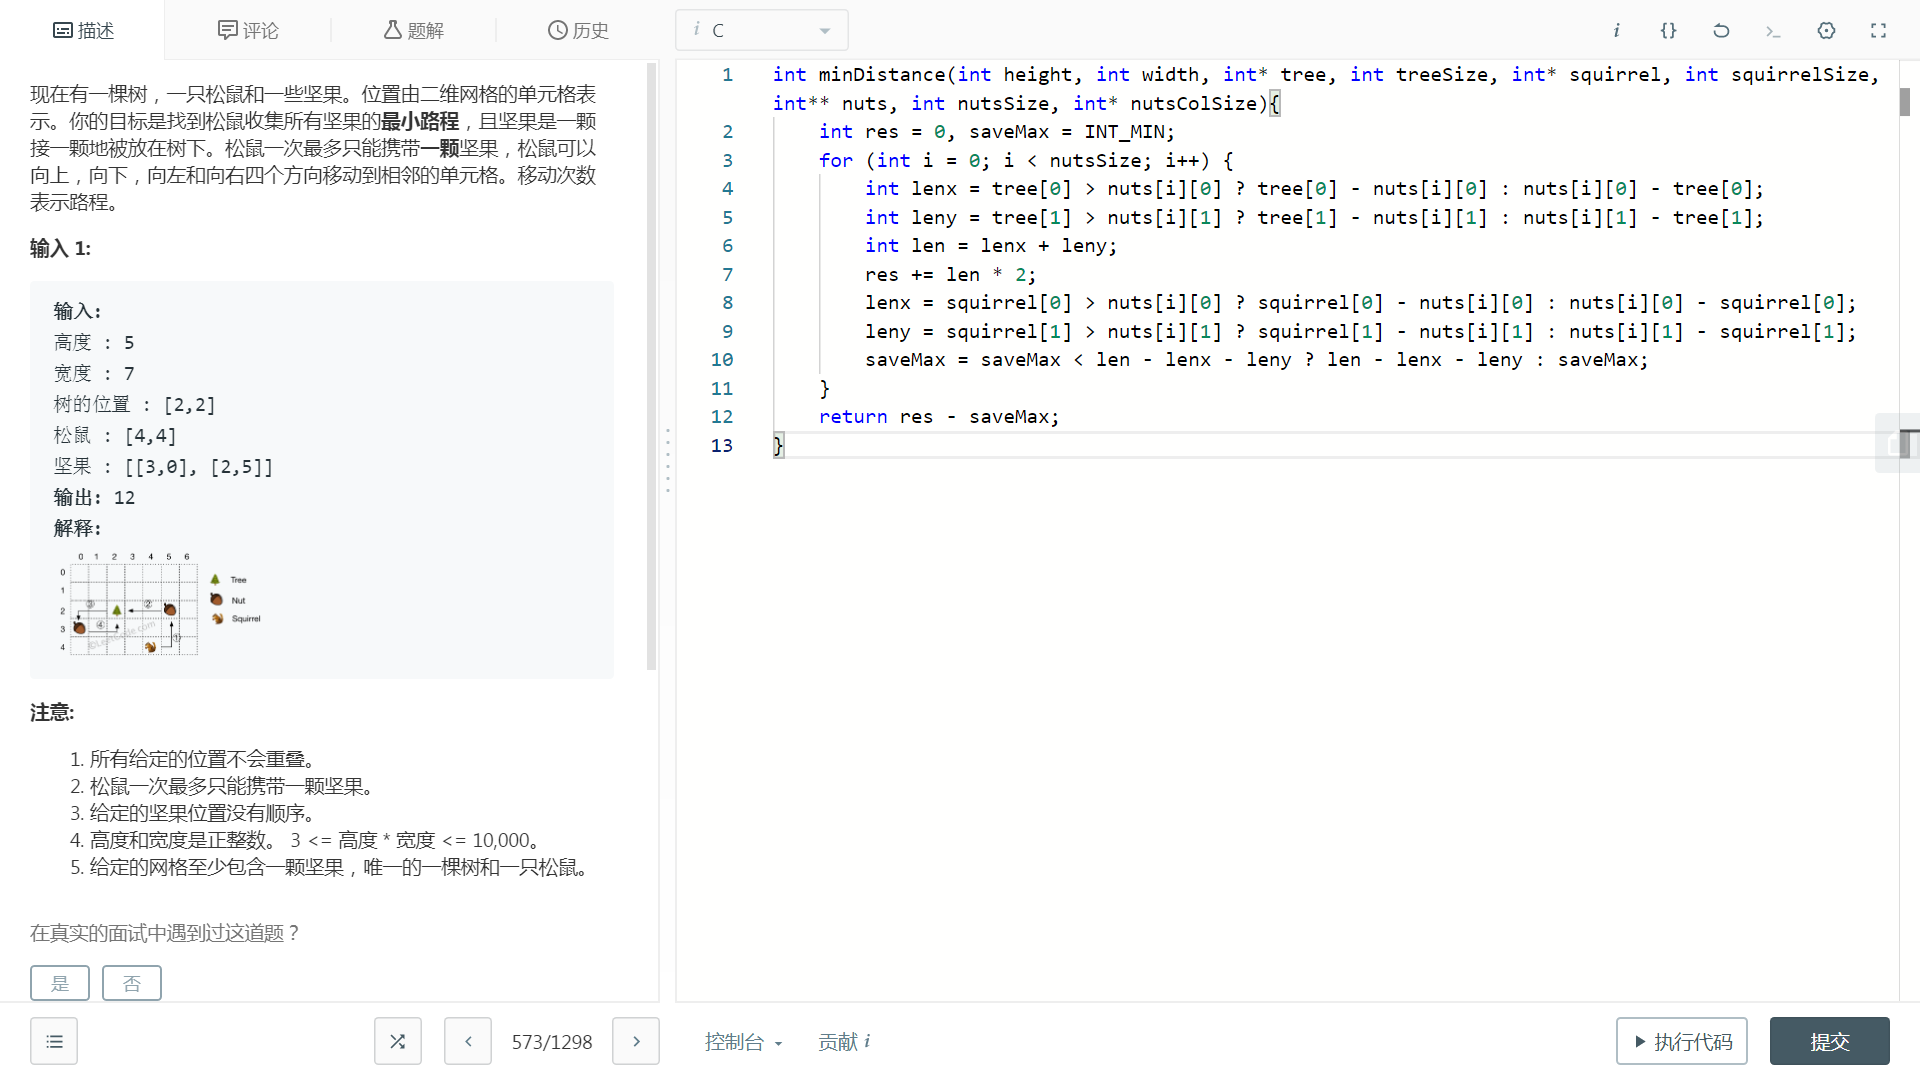 描述
评论
题解
历史
i C
现在有一棵树，一只松鼠和一些坚果。位置由二维网格的单元格表
示。你的目标是找到松鼠收集所有坚果的最小路程，且坚果是一颗
接一颗地被放在树下。松鼠一次最多只能携带一颗坚果，松鼠可以
向上，向下，向左和向右四个方向移动到相邻的单元格。移动次数
表示路程。
输入 1:
输入:
高度 : 5
宽度 : 7
树的位置 : [2,2]
松鼠 : [4,4]
坚果 : [[3,0], [2,5]]
输出: 12
解释:
0 1 2 3 4 5 6
0
1
2
3
4
③ ②
④
①
Tree
Nut
Squirrel
注意:
1. 所有给定的位置不会重叠。
2. 松鼠一次最多只能携带一颗坚果。
3. 给定的坚果位置没有顺序。
4. 高度和宽度是正整数。 3 <= 高度 * 宽度 <= 10,000。
5. 给定的网格至少包含一颗坚果，唯一的一棵树和一只松鼠。
在真实的面试中遇到过这道题？
是 否
573/1298
1 int minDistance(int height, int width, int* tree, int treeSize, int* squirrel, int squirrelSize,
int** nuts, int nutsSize, int* nutsColSize){
2 int res = 0, saveMax = INT_MIN;
3 for (int i = 0; i < nutsSize; i++) {
4 int lenx = tree[0] > nuts[i][0] ? tree[0] - nuts[i][0] : nuts[i][0] - tree[0];
5 int leny = tree[1] > nuts[i][1] ? tree[1] - nuts[i][1] : nuts[i][1] - tree[1];
6 int len = lenx + leny;
7 res += len * 2;
8 lenx = squirrel[0] > nuts[i][0] ? squirrel[0] - nuts[i][0] : nuts[i][0] - squirrel[0];
9 leny = squirrel[1] > nuts[i][1] ? squirrel[1] - nuts[i][1] : nuts[i][1] - squirrel[1];
10 saveMax = saveMax < len - lenx - leny ? len - lenx - leny : saveMax;
11 }
12 return res - saveMax;
13 }
控制台
贡献 i
执行代码
提交